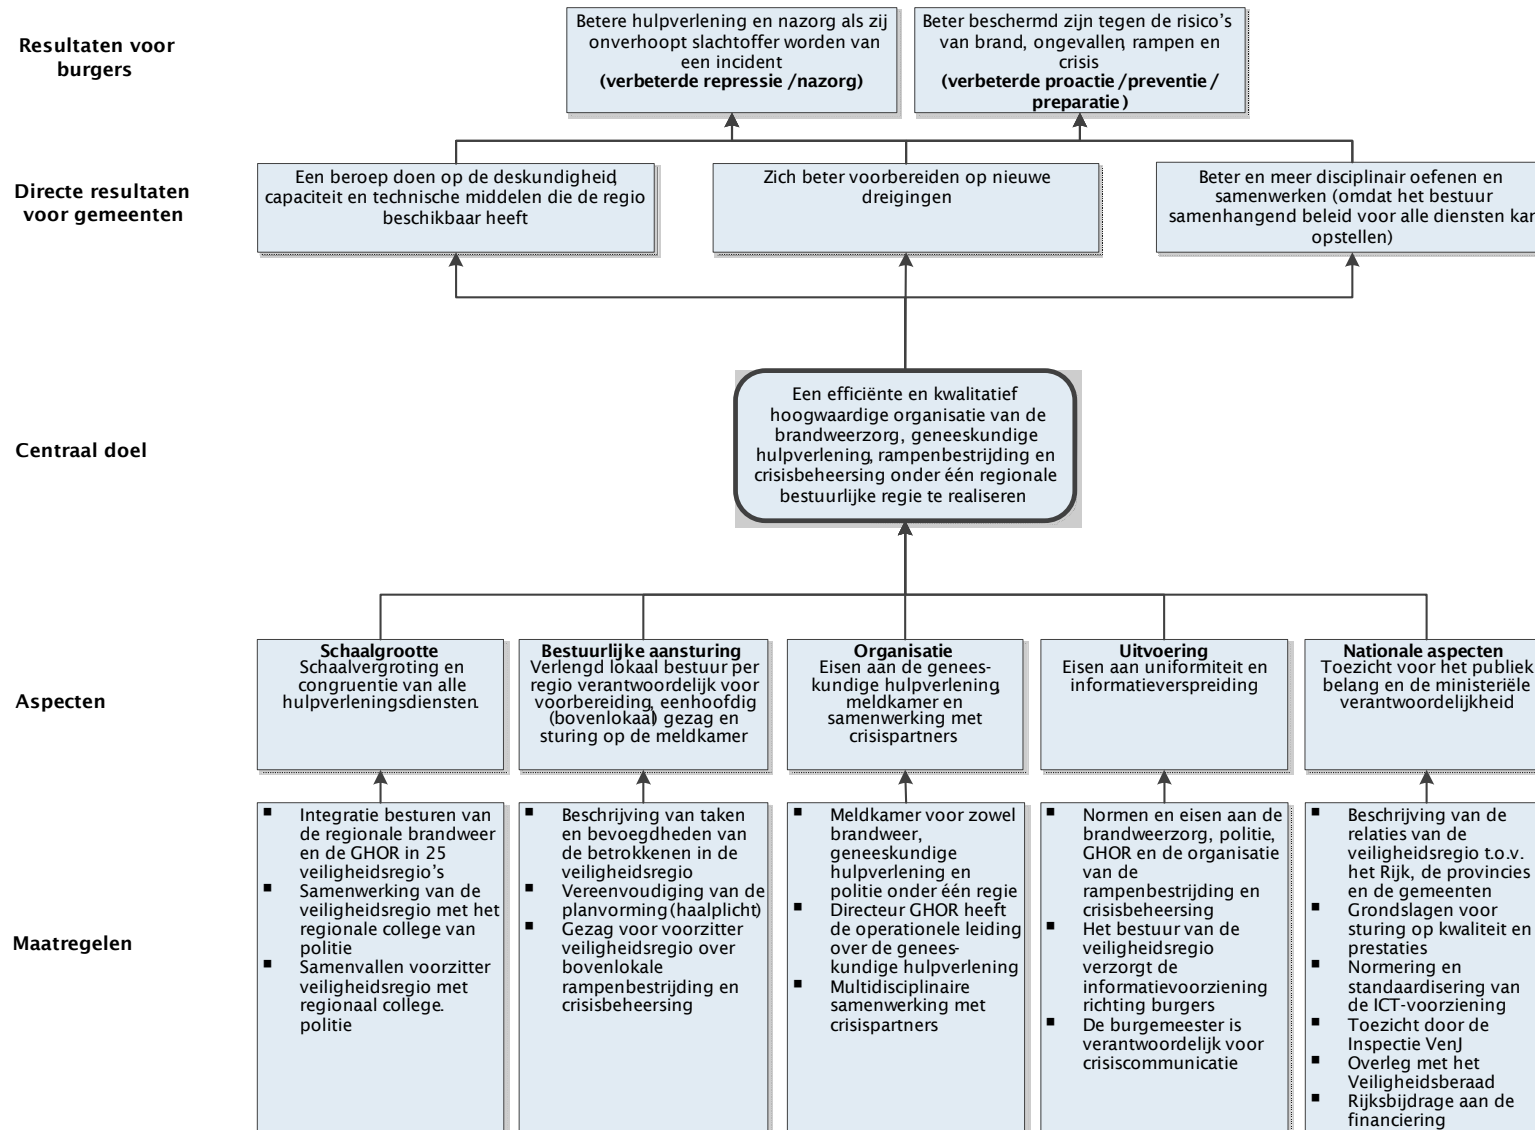 Resultaten voor
burgers
Betere hulpverlening en nazorg als zij
onverhoopt slachtoffer worden van
een incident
(verbeterde repressie /nazorg)
Beter beschermd zijn tegen de risico's
van brand, ongevallen, rampen en
crisis
(verbeterde proactie /preventie /
preparatie)
Directe resultaten
voor gemeenten
Een beroep doen op de deskundigheid,
capaciteit en technische middelen die de regio
beschikbaar heeft
Zich beter voorbereiden op nieuwe
dreigingen
Beter en meer disciplinair oefenen en
samenwerken (omdat het bestuur
samenhangend beleid voor alle diensten kan
opstellen)
Centraal doel
Een efficiënte en kwalitatief
hoogwaardige organisatie van de
brandweerzorg, geneeskundige
hulpverlening, rampenbestrijding en
crisisbeheersing onder één regionale
bestuurlijke regie te realiseren
Aspecten
Schaalgrootte
Schaalvergroting en
congruentie van alle
hulpverleningsdiensten.
Bestuurlijke aansturing
Verlengd lokaal bestuur per
regio verantwoordelijk voor
voorbereiding, eenhoofdig
(bovenlokaal) gezag en
sturing op de meldkamer
Organisatie
Eisen aan de genees-
kundige hulpverlening,
meldkamer en
samenwerking met
crisispartners
Uitvoering
Eisen aan uniformiteit en
informatieverspreiding
Nationale aspecten
Toezicht voor het publiek
belang en de ministeriële
verantwoordelijkheid
Maatregelen
▪ Integratie besturen van
de regionale brandweer
en de GHOR in 25
veiligheidsregio's
▪ Samenwerking van de
veiligheidsregio met het
regionale college van
politie
▪ Samenvallen voorzitter
veiligheidsregio met
regionaal college.
politie
▪ Beschrijving van taken
en bevoegdheden van
de betrokkenen in de
veiligheidsregio
▪ Vereenvoudiging van de
planvorming (haalplicht)
▪ Gezag voor voorzitter
veiligheidsregio over
bovenlokale
rampenbestrijding en
crisisbeheersing
▪ Meldkamer voor zowel
brandweer,
geneeskundige
hulpverlening en
politie onder één regie
▪ Directeur GHOR heeft
de operationele leiding
over de genees-
kundige hulpverlening
▪ Multidisciplinaire
samenwerking met
crisispartners
▪ Normen en eisen aan de
brandweerzorg, politie,
GHOR en de organisatie
van de
rampenbestrijding en
crisisbeheersing
▪ Het bestuur van de
veiligheidsregio
verzorgt de
informatievoorziening
richting burgers
▪ De burgemeester is
verantwoordelijk voor
crisiscommunicatie
▪ Beschrijving van de
relaties van de
veiligheidsregio t.o.v.
het Rijk, de provincies
en de gemeenten
▪ Grondslagen voor
sturing op kwaliteit en
prestaties
▪ Normering en
standaardisering van
de ICT-voorziening
▪ Toezicht door de
Inspectie VenJ
▪ Overleg met het
Veiligheidsberaad
▪ Rijksbijdrage aan de
financiering